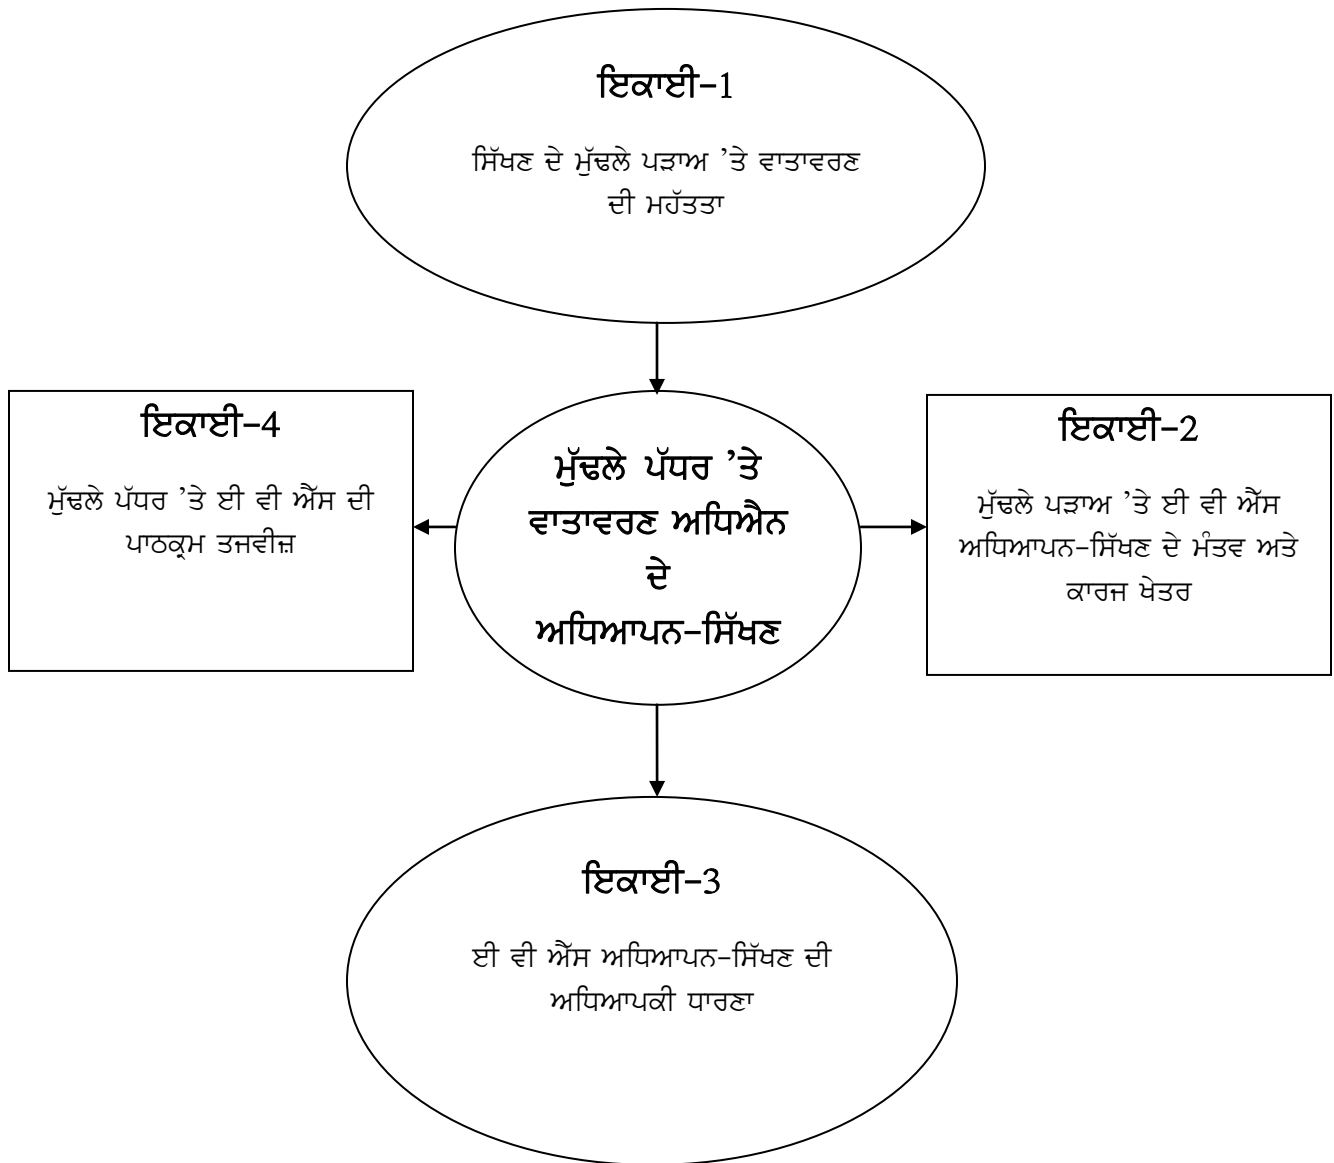 ਇਕਾਈ–1
ਸਿੱਖਣ ਦੇ ਮੁੱਢਲੇ ਪੜਾਅ ’ਤੇ ਵਾਤਾਵਰਣ
ਦੀ ਮਹੱਤਤਾ
ਇਕਾਈ–4
ਮੁੱਢਲੇ ਪੱਧਰ ’ਤੇ ਈ ਵੀ ਐੱਸ ਦੀ
ਪਾਠਕ੍ਰਮ ਤਜਵੀਜ਼
ਮੁੱਢਲੇ ਪੱਧਰ ’ਤੇ
ਵਾਤਾਵਰਣ ਅਧਿਐਨ
ਦੇ
ਅਧਿਆਪਨ–ਸਿੱਖਣ
ਇਕਾਈ–2
ਮੁੱਢਲੇ ਪੜਾਅ ’ਤੇ ਈ ਵੀ ਐੱਸ
ਅਧਿਆਪਨ–ਸਿੱਖਣ ਦੇ ਮੰਤਵ ਅਤੇ
ਕਾਰਜ ਖੇਤਰ
ਇਕਾਈ–3
ਈ ਵੀ ਐੱਸ ਅਧਿਆਪਨ–ਸਿੱਖਣ ਦੀ
ਅਧਿਆਪਕੀ ਧਾਰਣਾ